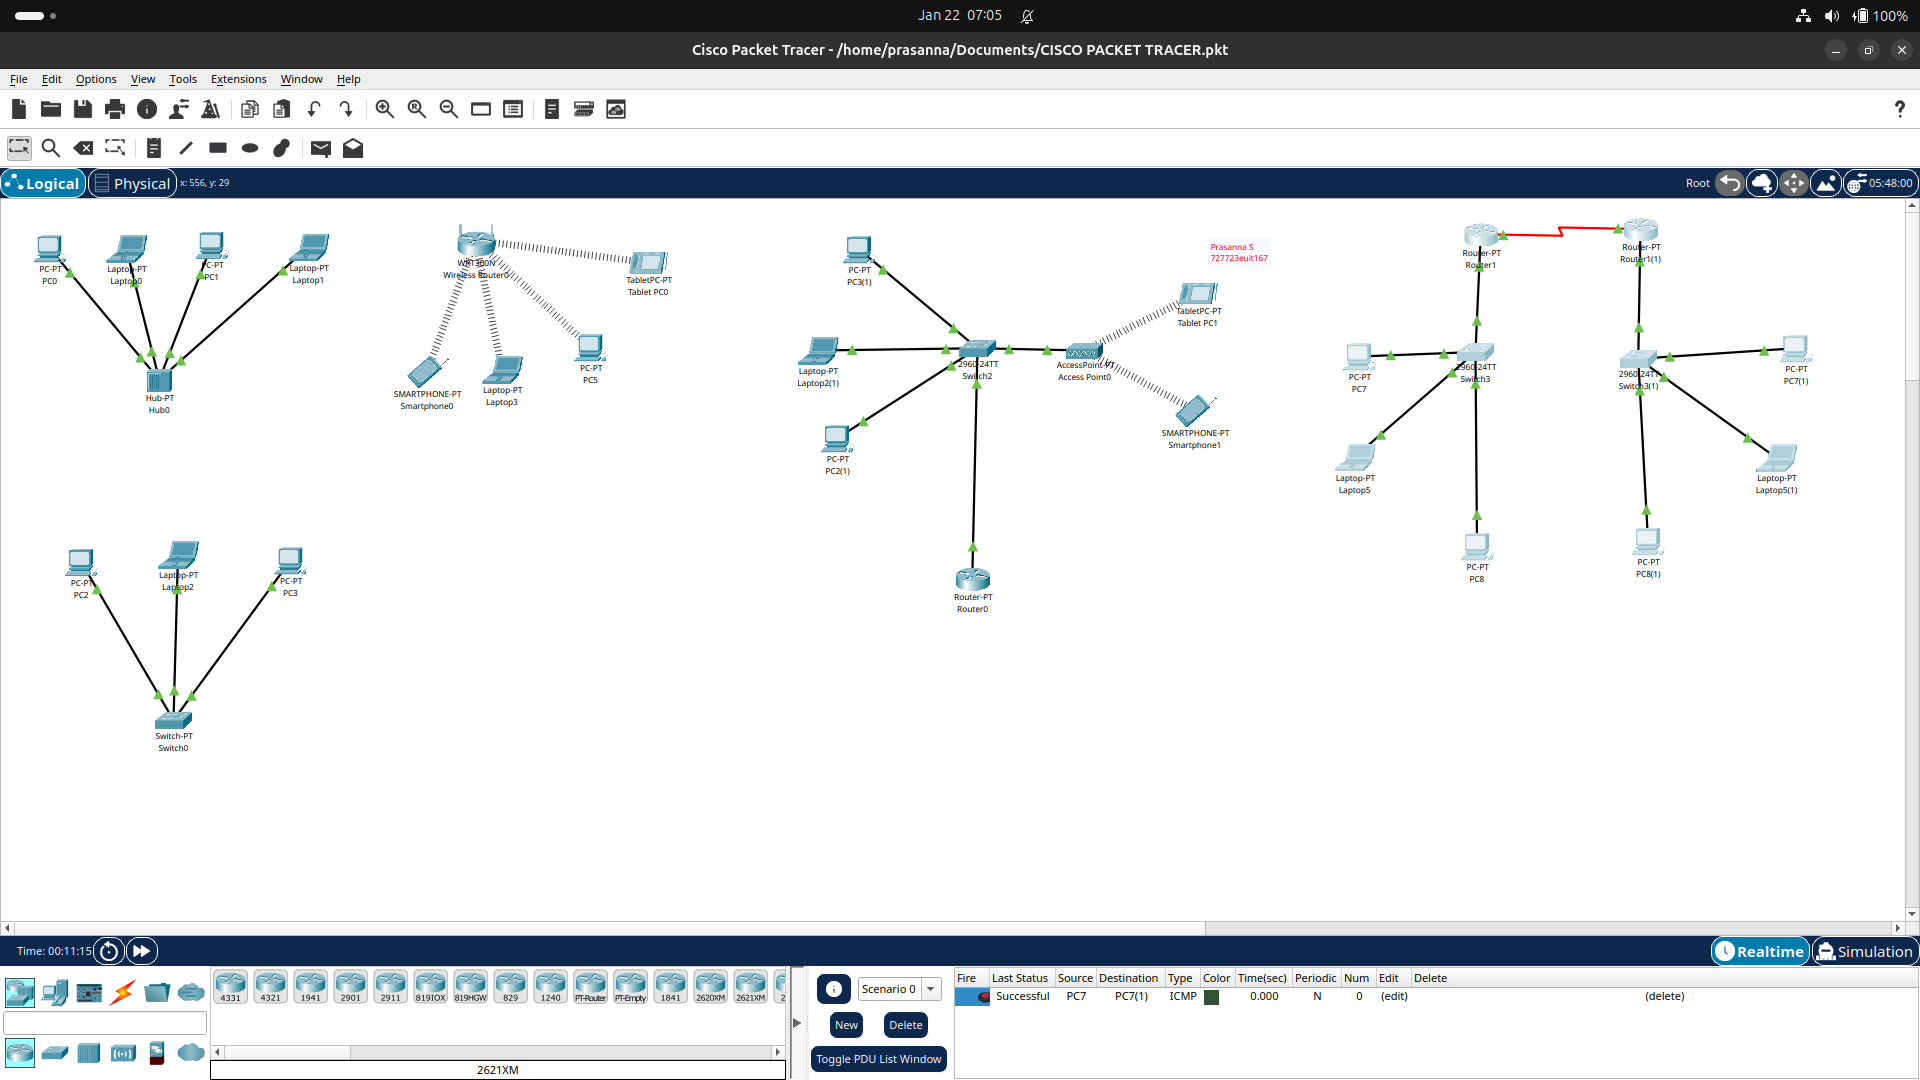 Jan 22 07:05
100%
Cisco Packet Tracer - /home/prasanna/Documents/CISCO PACKET TRACER.pkt
File Edit Options View Tools Extensions Window Help
Logical Physical x: 556, y: 29
Root 05:48:00
PC-PT
PC0
Laptop-PT
Laptop0
PC-PT
PC1
Laptop-PT
Laptop1
Hub-PT
Hub0
WRT300N
Wireless Router0
TabletPC-PT
Tablet PC0
SMARTPHONE-PT
Smartphone0
Laptop-PT
Laptop3
PC-PT
PC5
PC-PT
PC3(1)
Laptop-PT
Laptop2(1)
2960-24TT
Switch2
AccessPoint-PT
Access Point0
PC-PT
PC2(1)
Prasanna S
727723euit167
TabletPC-PT
Tablet PC1
SMARTPHONE-PT
Smartphone1
Router-PT
Router0
Router-PT
Router1
Router-PT
Router1(1)
PC-PT
PC7
2960-24TT
Switch3
2960-24TT
Switch3(1)
PC-PT
PC7(1)
Laptop-PT
Laptop5
Laptop-PT
Laptop5(1)
PC-PT
PC8
PC-PT
PC8(1)
PC-PT
PC2
Laptop-PT
Laptop2
PC-PT
PC3
Switch-PT
Switch0
Time: 00:11:15
Realtime Simulation
4331 4321 1941 2901 2911 819IOX 819HGW 829 1240 PT-Router PT-Empty 1841 2620XM 2621XM 2
2621XM
Scenario 0
New Delete
Toggle PDU List Window
Fire Last Status Source Destination Type Color Time(sec) Periodic Num Edit Delete
Successful PC7 PC7(1) ICMP 0.000 N 0 (edit) (delete)